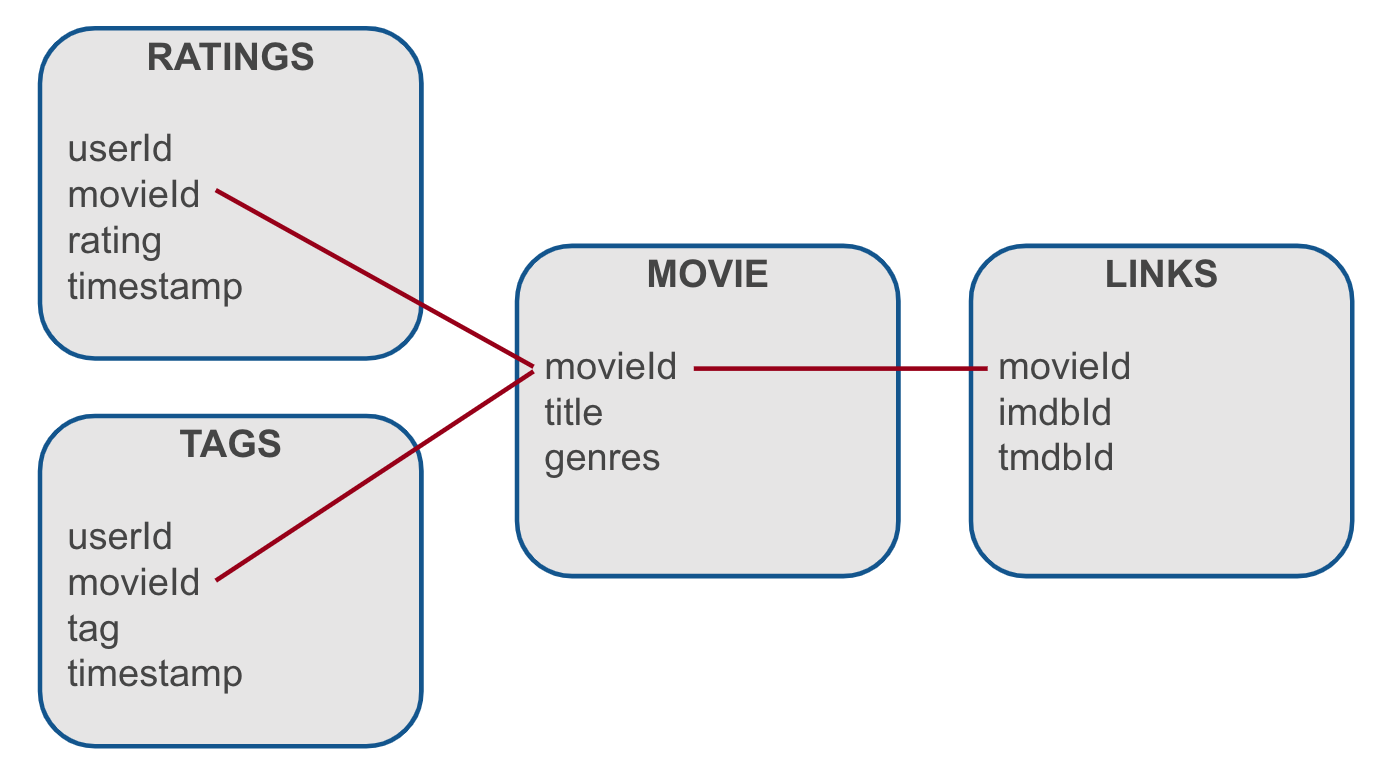 RATINGS
userId
movieId
rating
timestamp
TAGS
userId
movieId
tag
timestamp
MOVIE
movieId
title
genres
LINKS
movieId
imdbId
tmdbId